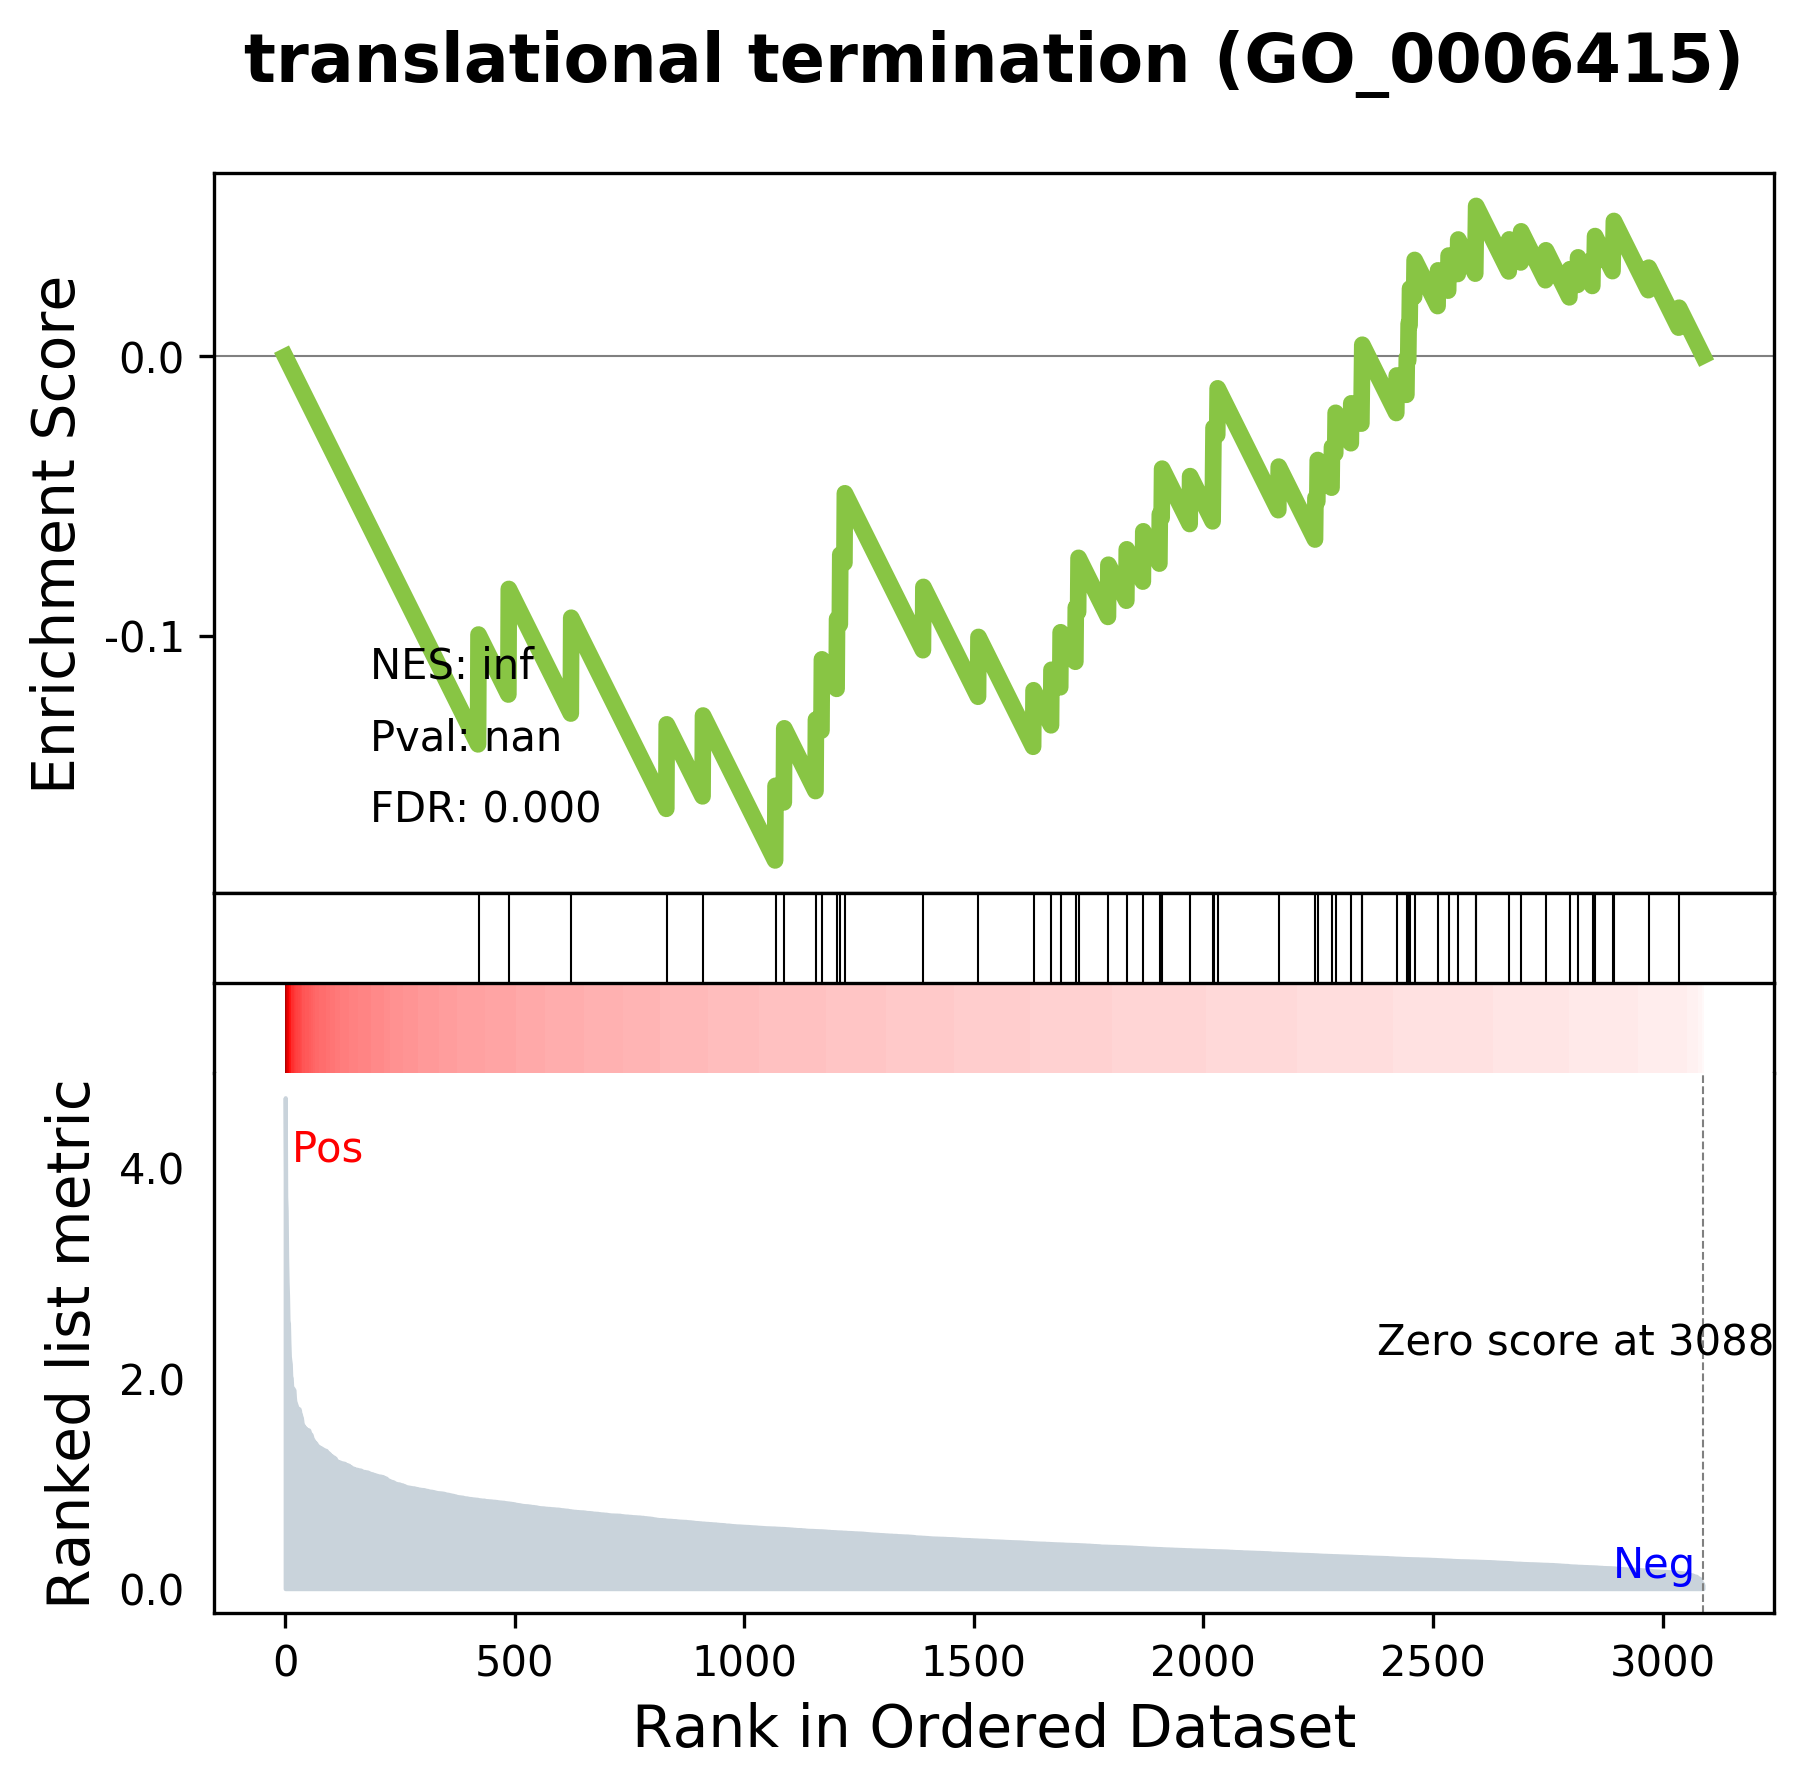 translational termination (GO_0006415)
Enrichment Score
0.0
-0.1
NES: inf
Pval: nan
FDR: 0.000
Ranked list metric
4.0
2.0
0.0
Pos
Zero score at 3088
Neg
0 500 1000 1500 2000 2500 3000
Rank in Ordered Dataset